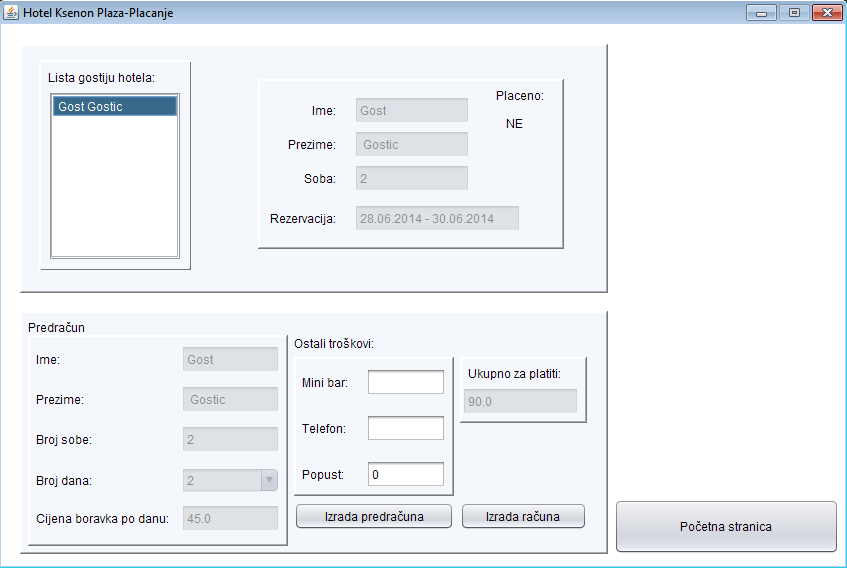 Hotel Ksenon Plaza-Placanje
Lista gostiju hotela:
Gost Gostic
Ime: Gost
Prezime: Gostic
Soba: 2
Rezervacija: 28.06.2014 - 30.06.2014
Placeno:
NE
Predračun
Ime: Gost
Prezime: Gostic
Broj sobe: 2
Broj dana: 2
Cijena boravka po danu: 45.0
Ostali troškovi:
Mini bar:
Telefon:
Popust: 0
Ukupno za platiti:
90.0
Izrada predračuna
Izrada računa
Početna stranica